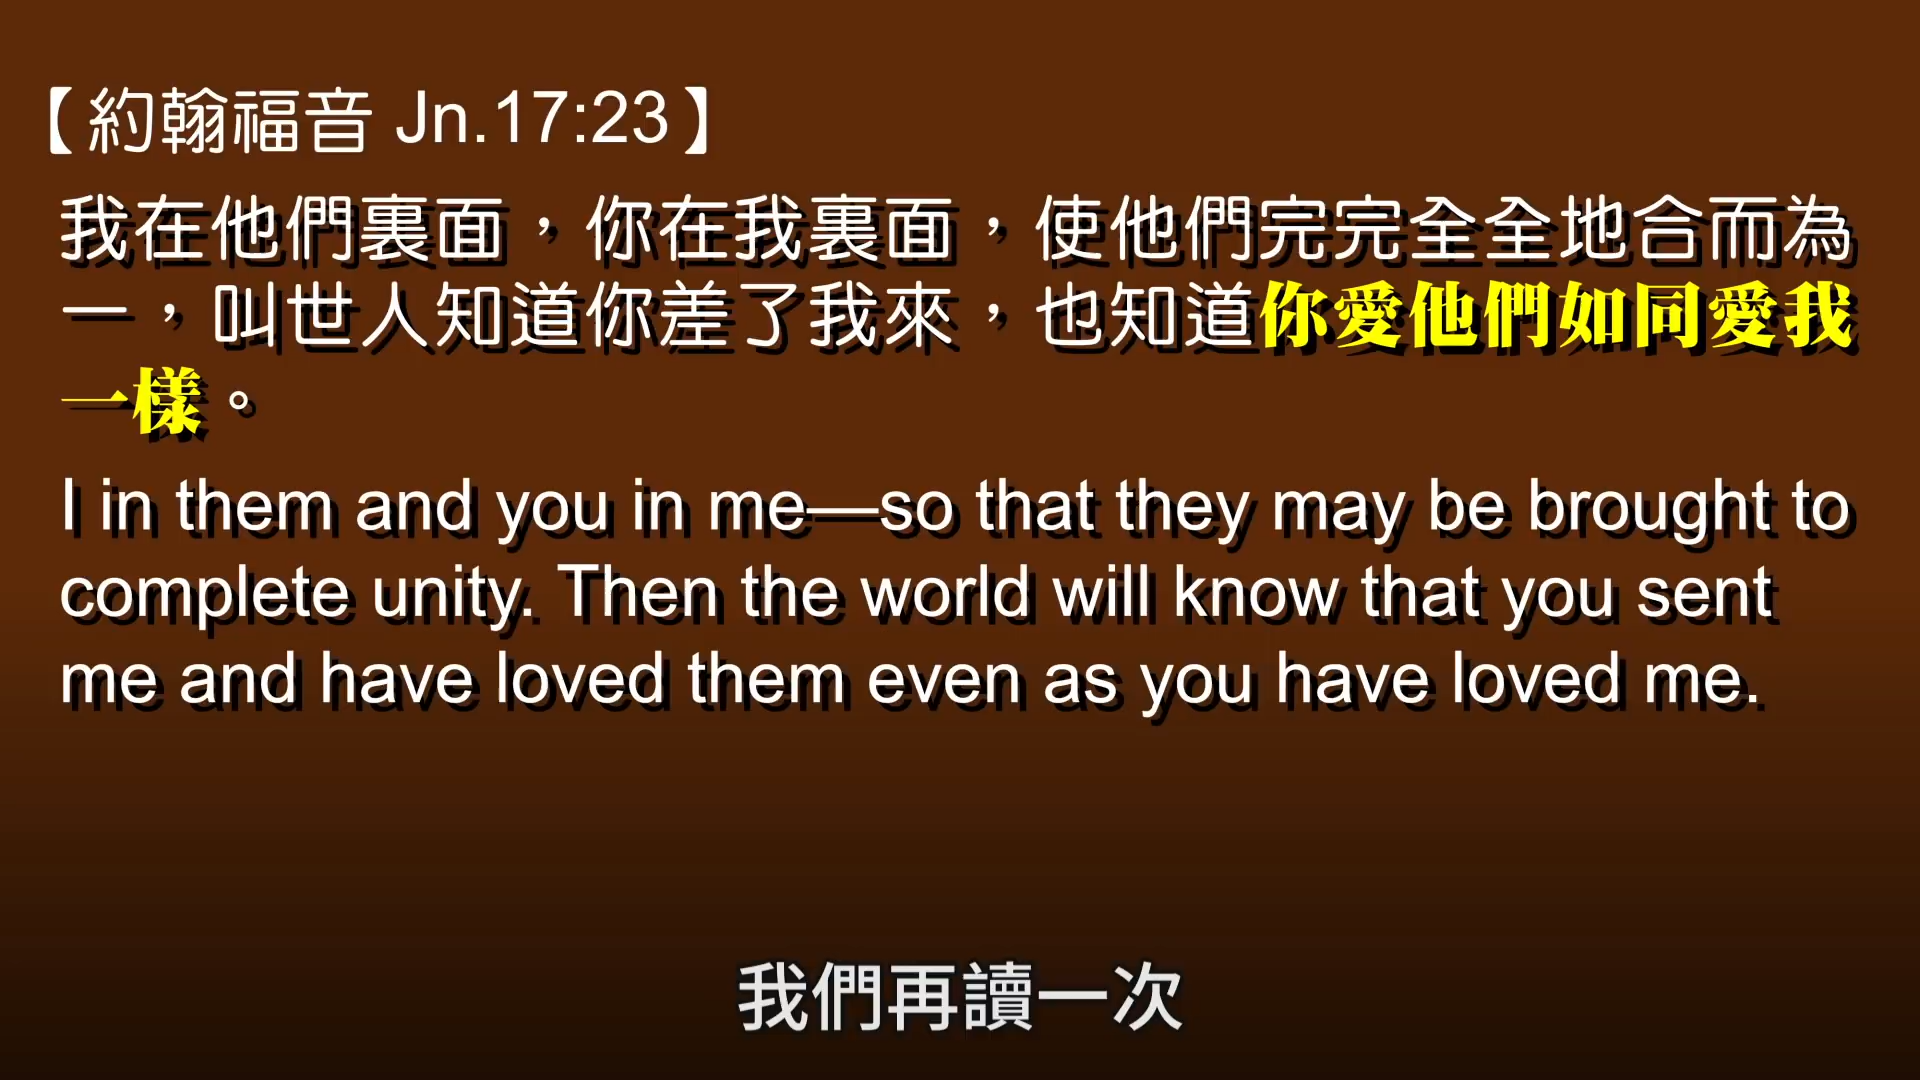 【約翰福音 Jn.17:23】
我在他們裏面，你在我裏面，使他們完完全全地合而為
一，叫世人知道你差了我來，也知道你愛他們如同愛我
一樣。
I in them and you in me—so that they may be brought to
complete unity. Then the world will know that you sent
me and have loved them even as you have loved me.
我們再讀一次